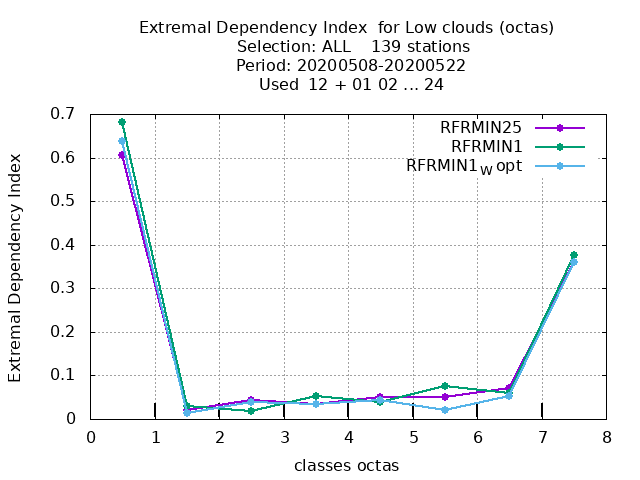 Extremal Dependency Index  for Low clouds (octas)
Selection: ALL    139 stations
Period: 20200508-20200522
Used  12 + 01 02 ... 24
RFRMIN25
RFRMIN1
RFRMIN1W opt
Extremal Dependency Index
0.7
0.6
0.5
0.4
0.3
0.2
0.1
0
0 1 2 3 4 5 6 7 8
classes octas